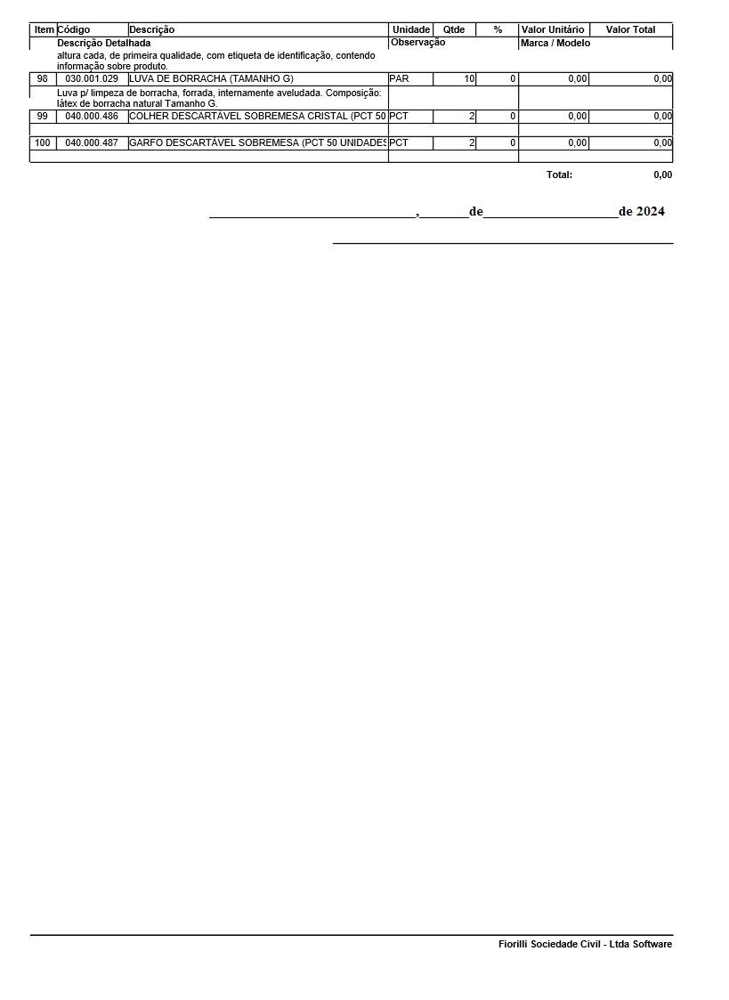 Item Código Descrição Unidade Qtde % Valor Unitário Valor Total
Descrição Detalhada Observação Marca / Modelo
altura cada, de primeira qualidade, com etiqueta de identificação, contendo
informação sobre produto.
98 030.001.029 LUVA DE BORRACHA (TAMANHO G) PAR 10 0 0,00 0,00
Luva p/ limpeza de borracha, forrada, internamente aveludada. Composição:
látex de borracha natural Tamanho G.
99 040.000.486 COLHER DESCARTÁVEL SOBREMESA CRISTAL (PCT 50 PCT 2 0 0,00 0,00
100 040.000.487 GARFO DESCARTÁVEL SOBREMESA (PCT 50 UNIDADES PCT 2 0 0,00 0,00
Total: 0,00
_______________________________,_______de____________________de 2024
Fiorilli Sociedade Civil - Ltda Software